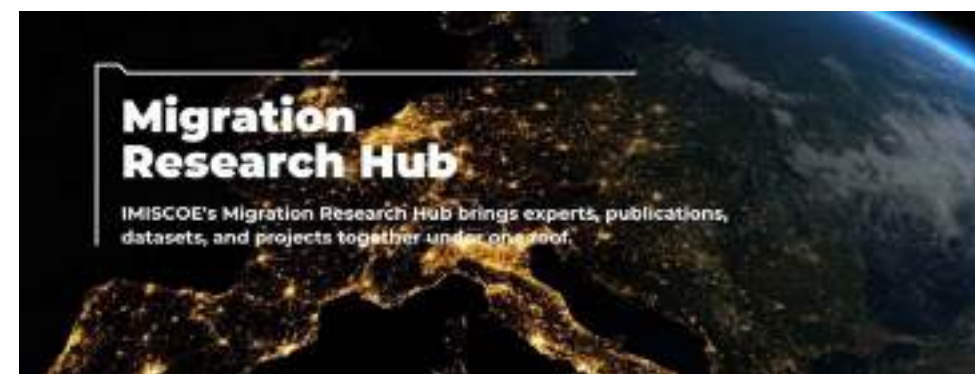 Migration
Research Hub
IMISCOE's Migration Research Hub brings experts, publications,
datasets, and projects together under one roof.